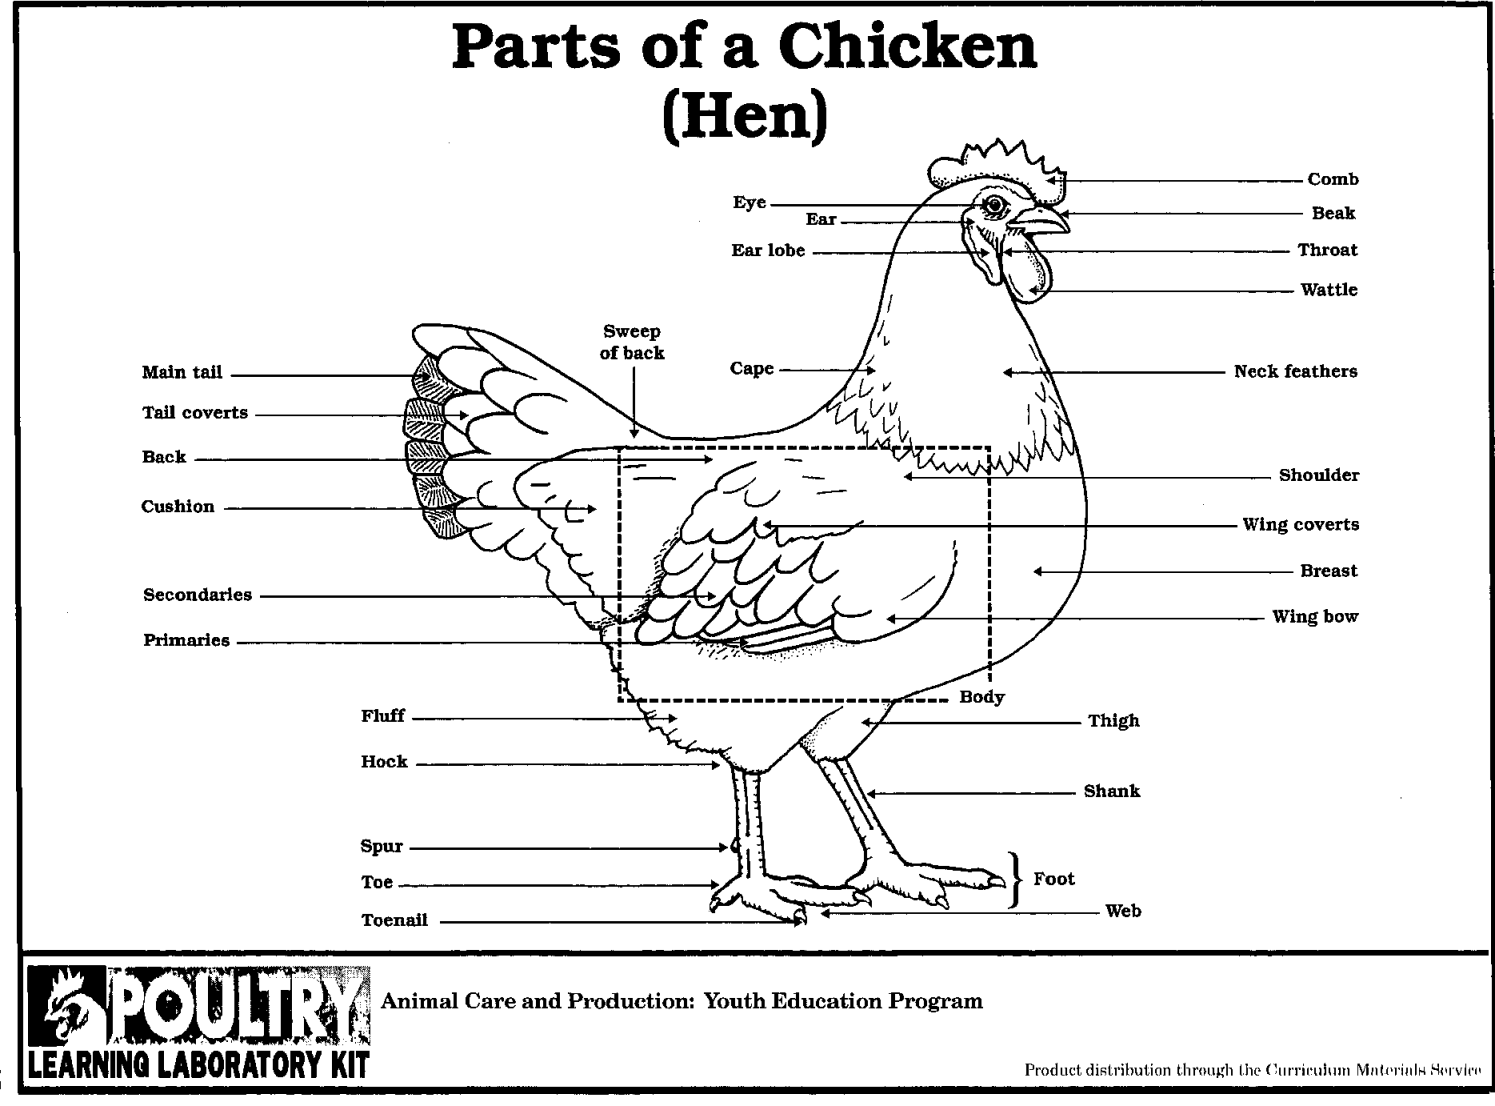 Parts of a Chicken
(Hen)
Comb
Eye
Beak
Ear
Ear lobe
Throat
Wattle
Sweep
of back
Main tail
Cape
Neck feathers
Tail coverts
Back
Shoulder
Cushion
Wing coverts
Breast
Secondaries
Wing bow
Primaries
Body
Fluff
Thigh
Hock
Shank
Spur
Toe
Foot
Web
Toenail
POULTRY
LEARNING LABORATORY KIT
Animal Care and Production: Youth Education Program
Product distribution through the Curriculum Materials Service